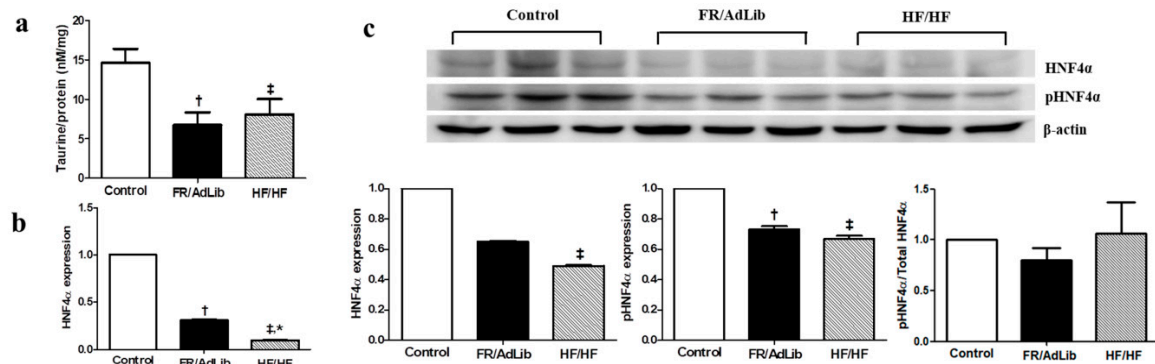 a
Taurine/protein (nM/mg)
20
15
10
5
0
†
‡
Control FR/AdLib HF/HF
b
HNF4α expression
1.5
1.0
0.5
0.0
†
‡,*
Control FR/AdLib HF/HF
c
Control FR/AdLib HF/HF
HNF4α
pHNF4α
β-actin
HNF4α expression
1.0
0.8
0.6
0.4
0.2
0.0
‡
Control FR/AdLib HF/HF
pHNF4α expression
1.0
0.8
0.6
0.4
0.2
0.0
†
‡
Control FR/AdLib HF/HF
pHNF4α/Total HNF4α
1.5
1.0
0.5
0.0
Control FR/AdLib HF/HF